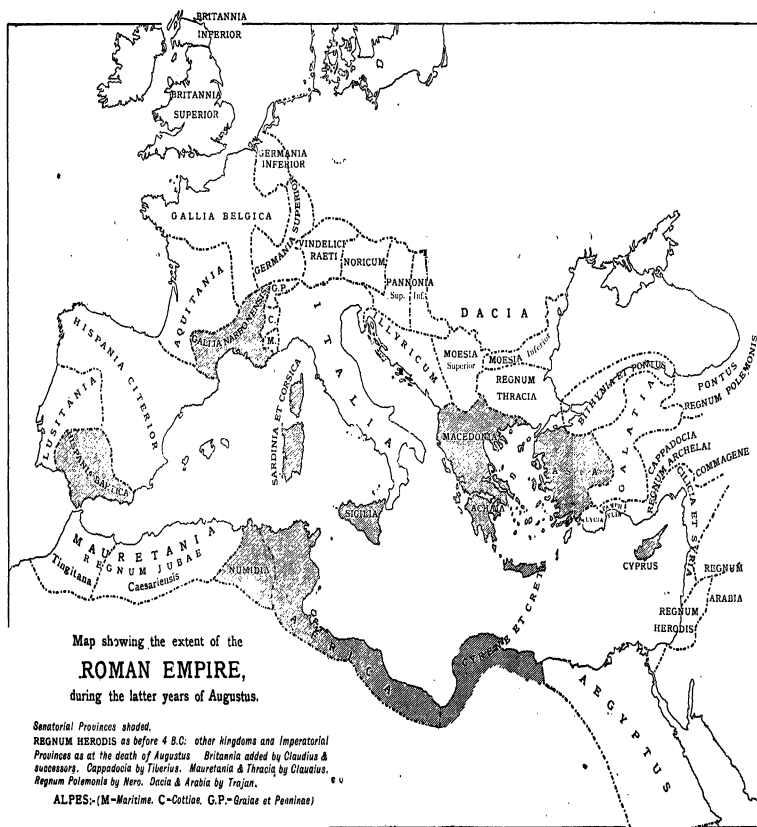 BRITANNIA
INFERIOR
BRITANNIA
SUPERIOR
GERMANIA
INFERIOR
GALLIA BELGICA
GERMANIA SUPERIOR
GERMANIA
VINDELICI
RAETI
NORICUM
PANNONIA
Sup. Inf.
AQUITANIA
GALLIA NARBONENSIS
G.P.
C.
M.
ITALIA
ILLYRICUM
DACIA
MOESIA
Superior
MOESIA Inferior
REGNUM
THRACIA
HISPANIA CITERIOR
LUSITANIA
HISPANIA BAETICA
SARDINIA ET CORSICA
MACEDONIA
ACHAIA
BITHYNIA ET PONTUS
PONTUS
REGNUM POLEMONIS
GALATIA
A A
CAPPADOCIA
REGNUM ARCHELAI
COMMAGENE
CILICIA ET SYRIA
LYCIA
SICILIA
CYPRUS
MAURETANIA
REGNUM JUBAE
Tingitana
Caesariensis
NUMIDIA
AFRICA
CYRENE ET CRETE
REGNUM
ARABIA
REGNUM
HERODIS
AEGYPTUS
Map showing the extent of the
ROMAN EMPIRE,
during the latter years of Augustus.
Senatorial Provinces shaded.
REGNUM HERODIS as before 4 B.C: other kingdoms and Imperatorial
Provinces as at the death of Augustus Britannia added by Claudius &
successors. Cappadocia by Tiberius. Mauretania & Thracia by Claudius.
Regnum Polemonis by Nero. Dacia & Arabia by Trajan.
ALPES:-(M-Maritime. C-Cottiae. G.P.-Graiae et Penninae)